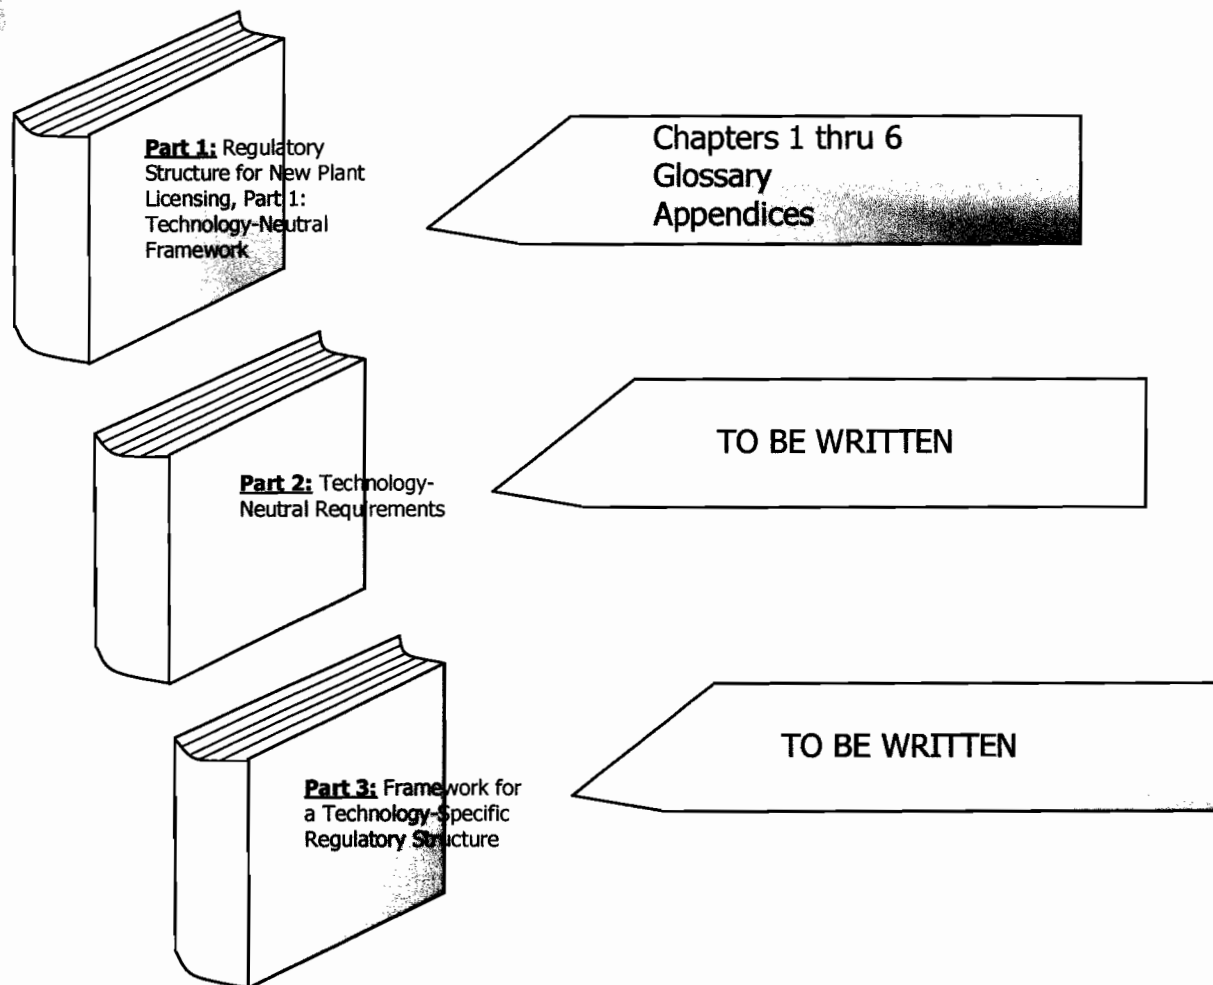 Part 1: Regulatory
Structure for New Plant
Licensing, Part 1:
Technology-Neutral
Framework
Chapters 1 thru 6
Glossary
Appendices
Part 2: Technology-
Neutral Requirements
TO BE WRITTEN
Part 3: Framework for
a Technology-Specific
Regulatory Structure
TO BE WRITTEN